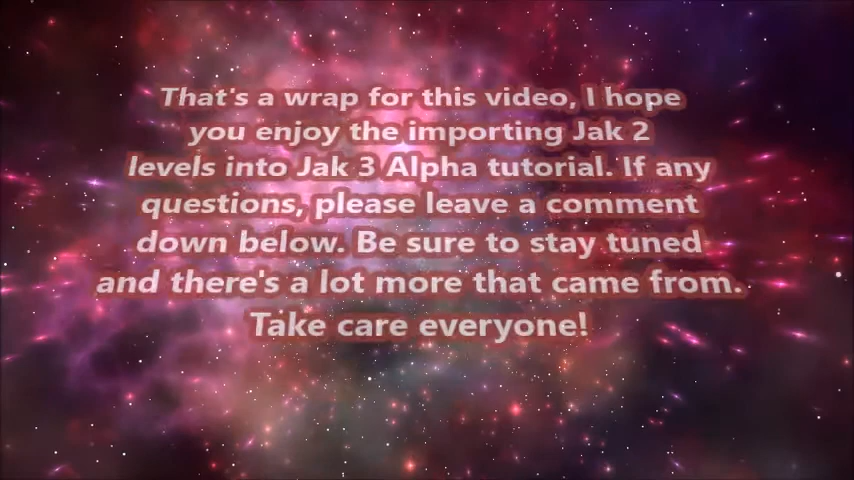 That's a wrap for this video, I hope
you enjoy the importing Jak 2
levels into Jak 3 Alpha tutorial. If any
questions, please leave a comment
down below. Be sure to stay tuned
and there's a lot more that came from.
Take care everyone!